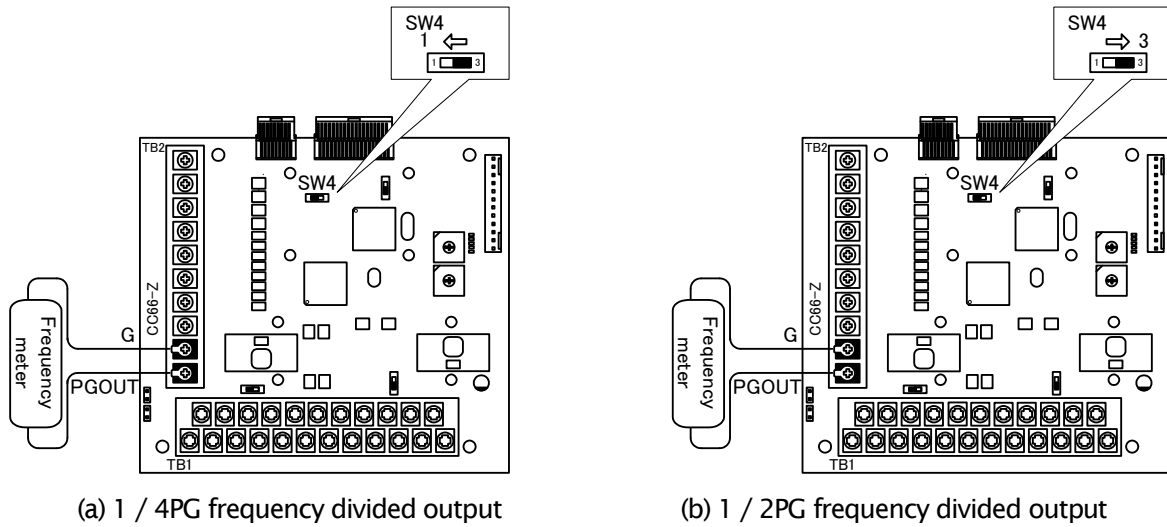 SW4
1
1 3
TB2
SW4
CC66-Z
Frequency
meter
G
PGOUT
TB1
(a) 1 / 4PG frequency divided output
SW4
3
1 3
TB2
SW4
CC66-Z
Frequency
meter
G
PGOUT
TB1
(b) 1 / 2PG frequency divided output